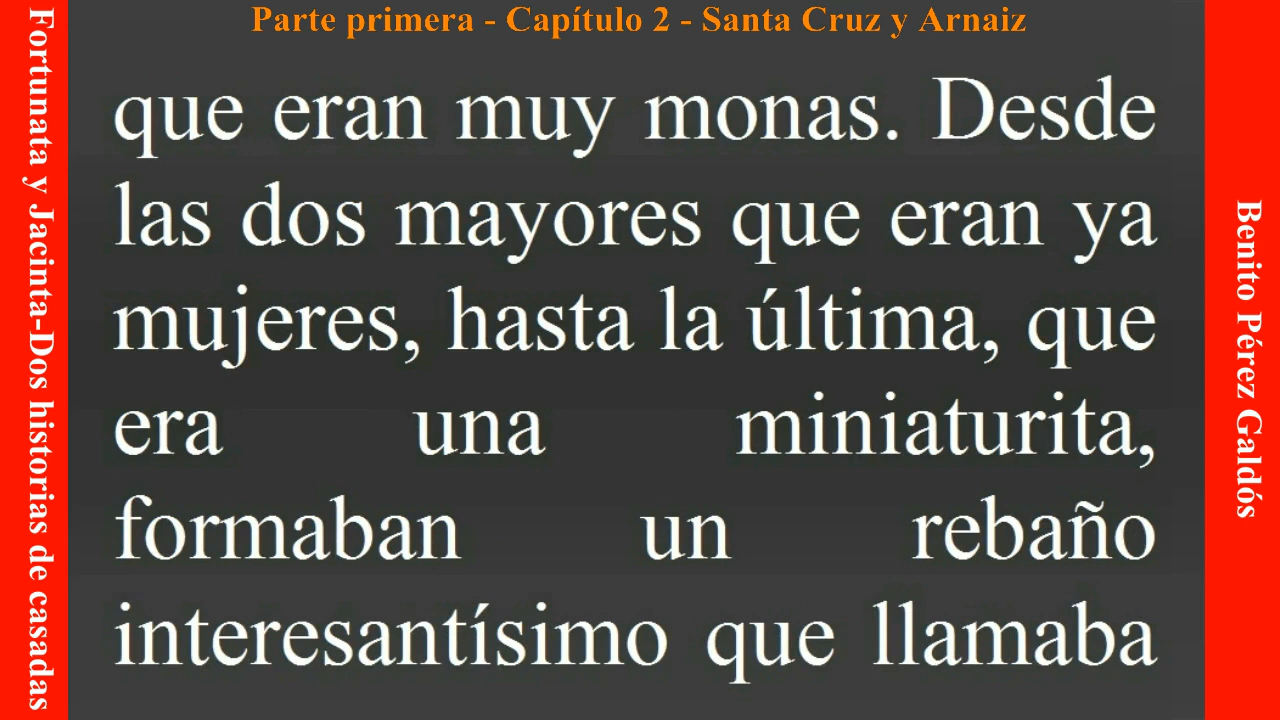 Parte primera - Capítulo 2 - Santa Cruz y Arnaiz
Fortunata y Jacinta-Dos historias de casadas
que eran muy monas. Desde
las dos mayores que eran ya
mujeres, hasta la última, que
era una miniaturita,
formaban un rebaño
interesantísimo que llamaba
Benito Pérez Galdós